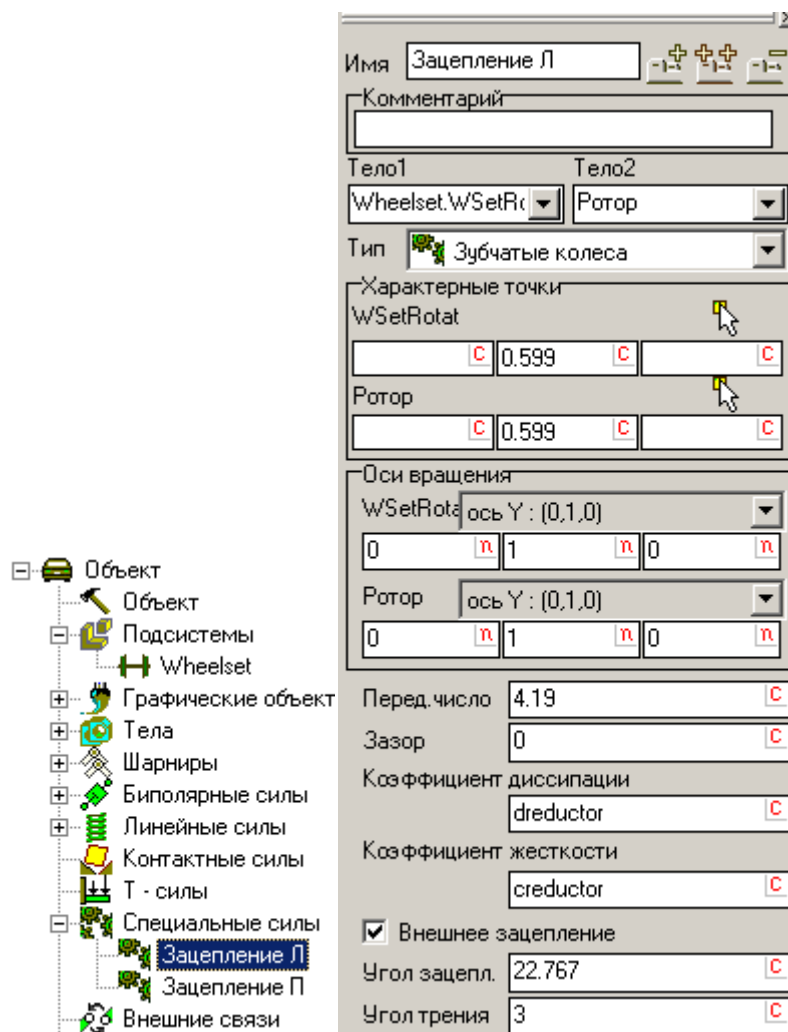 Имя Зацепление Л
Комментарий
Тело1 Тело2
Wheelset.WSetRo Ротор
Тип Зубчатые колеса
Характерные точки
WSetRotat
C 0.599 C C
Ротор
C 0.599 C C
Оси вращения
WSetRota ось Y : (0,1,0)
0 n 1 n 0 n
Ротор ось Y : (0,1,0)
0 n 1 n 0 n
Перед.число 4.19 C
Зазор 0 C
Коэффициент диссипации
dreductor C
Коэффициент жесткости
creductor C
Внешнее зацепление
Угол зацепл. 22.767 C
Угол трения 3 C
Объект
Объект
Подсистемы
Wheelset
Графические объект
Тела
Шарниры
Биполярные силы
Линейные силы
Контактные силы
Т - силы
Специальные силы
Зацепление Л
Зацепление П
Внешние связи